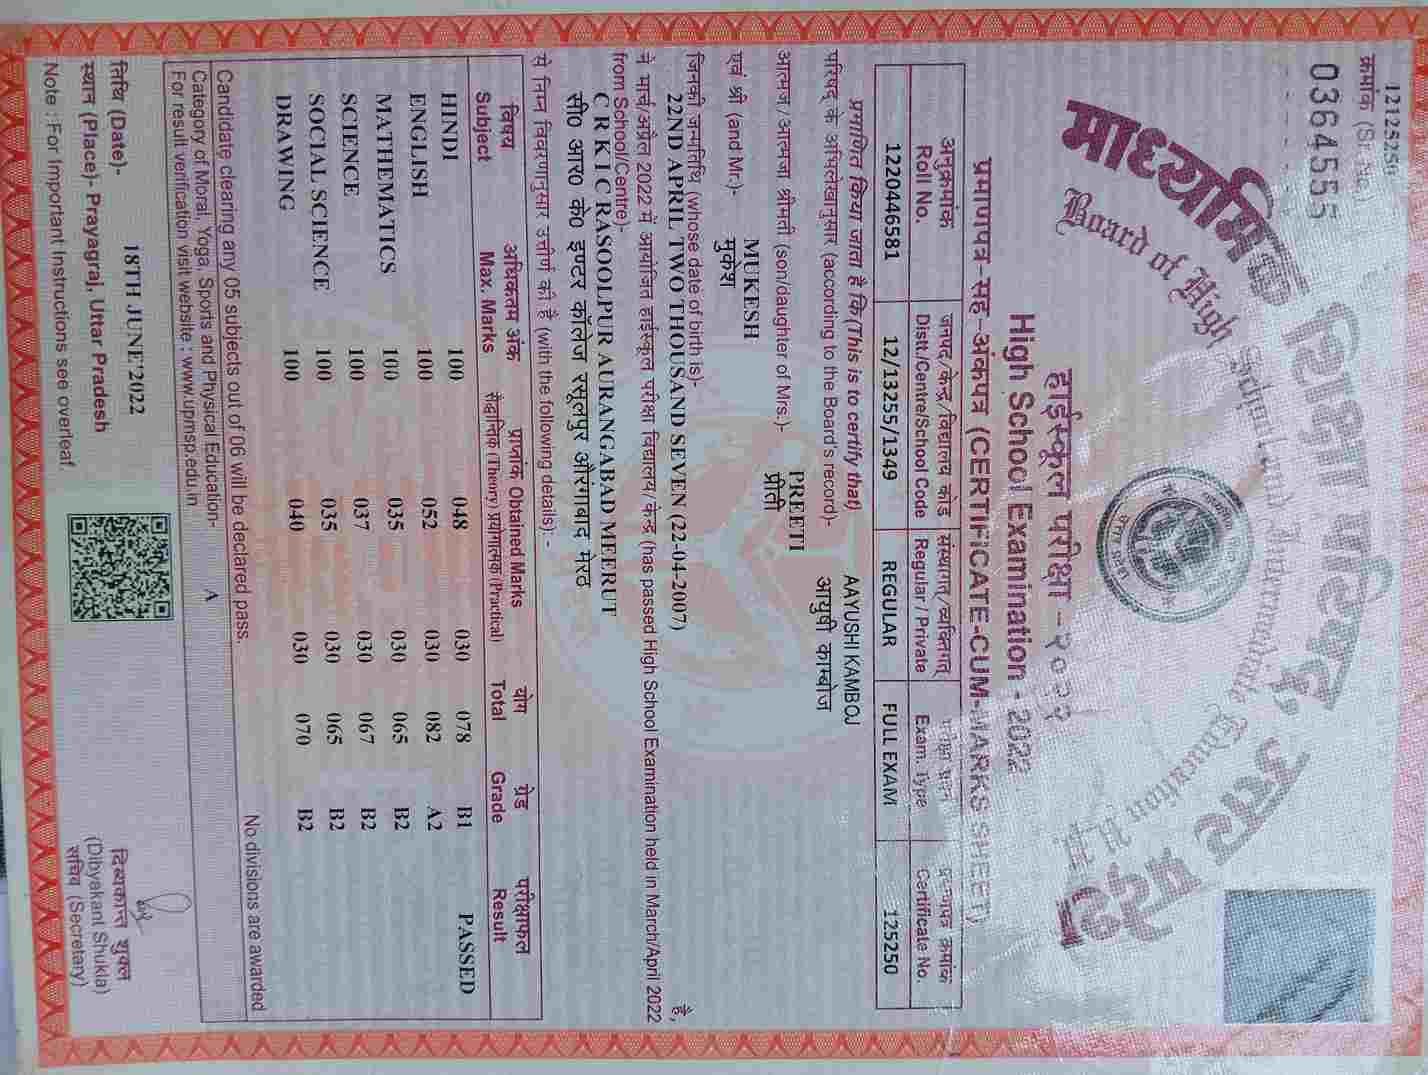 12125250
क्रमांक (Sr. No.)
0364555
माध्यमिक शिक्षा परिषद्, उत्तर प्रदेश
Board of High School and Intermediate Education U.P.
हाईस्कूल परीक्षा - २०२२
High School Examination - 2022
प्रमाणपत्र-सह-अंकपत्र (CERTIFICATE-CUM-MARKS SHEET)
अनुक्रमांक जनपद/केन्द्र/विद्यालय कोड संस्थागत/व्यक्तिगत् क्रमांक
Roll No. Distt./Centre/School Code Regular / Private Exam. Type Certificate No.
1220446581 12/13255/1349 REGULAR FULL EXAM 125250
प्रमाणित किया जाता है कि (This is to certify that) AAYUSHI KAMBOJ
परिषद् के अभिलेखानुसार (according to the Board's record)- आयुषी काम्बोज
आत्मज/आत्मजा श्रीमती (son/daughter of Mrs.)- PREETI
प्रीती
एवं श्री (and Mr.)- MUKESH
मुकेश
जिनकी जन्मतिथि (whose date of birth is)-
22ND APRIL TWO THOUSAND SEVEN (22-04-2007) है,
ने मार्च/अप्रैल 2022 में आयोजित हाईस्कूल परीक्षा विद्यालय/केन्द्र (has passed High School Examination held in March/April 2022
from School/Centre)-
C R K I C RASOOLPUR AURANGABAD MEERUT
सी० आर० के० इण्टर कॉलेज रसूलपुर औरंगाबाद मेरठ
से निम्न विवरणानुसार उत्तीर्ण की है (with the following details):-
विषय अधिकतम अंक प्राप्तांक Obtained Marks योग ग्रेड परीक्षाफल
Subject Max. Marks सैद्धान्तिक (Theory) प्रयोगात्मक (Practical) Total Grade Result
HINDI 100 048 030 078 B1 PASSED
ENGLISH 100 052 030 082 A2
MATHEMATICS 100 035 030 065 B2
SCIENCE 100 037 030 067 B2
SOCIAL SCIENCE 100 035 030 065 B2
DRAWING 100 040 030 070 B2
No divisions are awarded
Candidate clearing any 05 subjects out of 06 will be declared pass.
Category of Moral, Yoga, Sports and Physical Education- A
For result verification visit website : www.upmsp.edu.in
तिथि (Date)- 18TH JUNE'2022
स्थान (Place)- Prayagraj, Uttar Pradesh
दिब्यकान्त शुक्ल
(Dibyakant Shukla)
सचिव (Secretary)
Note : For Important Instructions see overleaf.